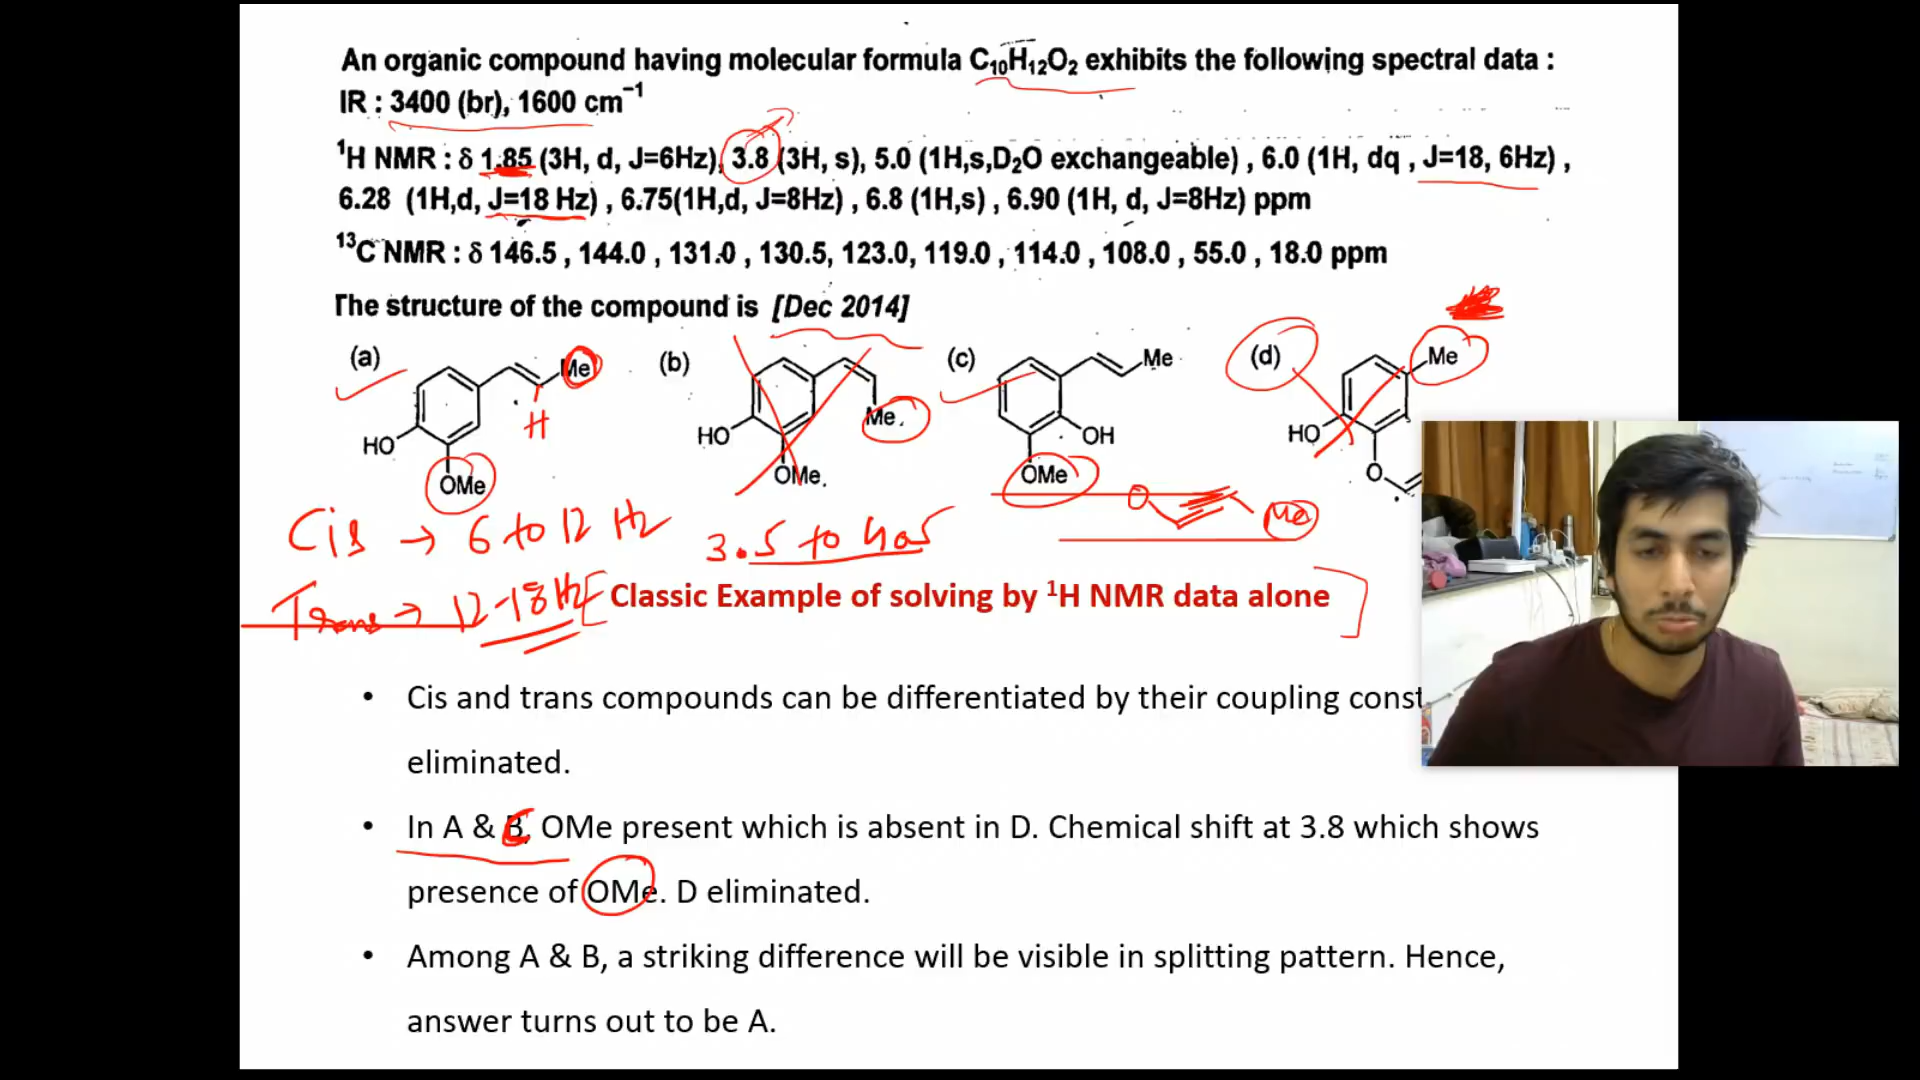 An organic compound having molecular formula C₁₀H₁₂O₂ exhibits the following spectral data :
IR : 3400 (br), 1600 cm⁻¹
¹H NMR : δ 1.85 (3H, d, J=6Hz), 3.8 (3H, s), 5.0 (1H,s,D₂O exchangeable) , 6.0 (1H, dq , J=18, 6Hz) ,
6.28 (1H,d, J=18 Hz) , 6.75(1H,d, J=8Hz) , 6.8 (1H,s) , 6.90 (1H, d, J=8Hz) ppm
¹³C NMR : δ 146.5 , 144.0 , 131.0 , 130.5, 123.0, 119.0 , 114.0 , 108.0 , 55.0 , 18.0 ppm
The structure of the compound is [Dec 2014]
(a) Me H HO OMe
(b) Me HO OMe
(c) Me OH OMe
(d) Me HO O
O Me
Cis → 6 to 12 Hz
3.5 to 4.5
Trans → 12-18 Hz
[Classic Example of solving by ¹H NMR data alone]
• Cis and trans compounds can be differentiated by their coupling const
eliminated.
• In A & C, OMe present which is absent in D. Chemical shift at 3.8 which shows
presence of OMe. D eliminated.
• Among A & B, a striking difference will be visible in splitting pattern. Hence,
answer turns out to be A.